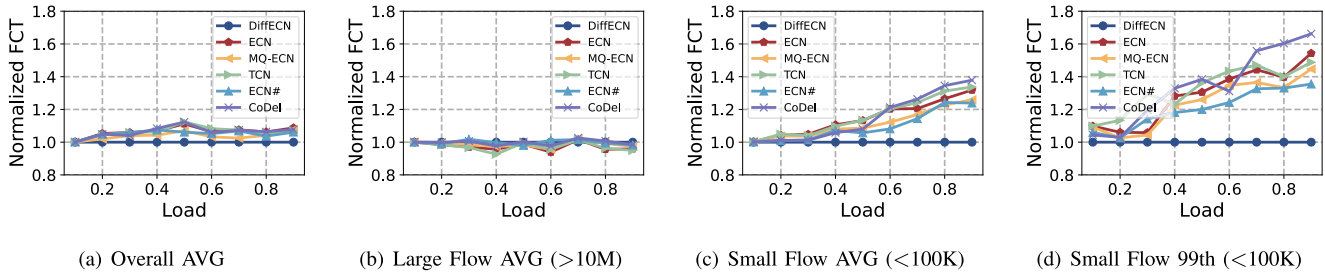 Normalized FCT
1.8
1.6
1.4
1.2
1.0
0.8
0.2 0.4 0.6 0.8
Load
DiffECN
ECN
MQ-ECN
TCN
ECN#
CoDel
(a) Overall AVG
Normalized FCT
1.8
1.6
1.4
1.2
1.0
0.8
0.2 0.4 0.6 0.8
Load
DiffECN
ECN
MQ-ECN
TCN
ECN#
CoDel
(b) Large Flow AVG (>10M)
Normalized FCT
1.8
1.6
1.4
1.2
1.0
0.8
0.2 0.4 0.6 0.8
Load
DiffECN
ECN
MQ-ECN
TCN
ECN#
CoDel
(c) Small Flow AVG (<100K)
Normalized FCT
1.8
1.6
1.4
1.2
1.0
0.8
0.2 0.4 0.6 0.8
Load
DiffECN
ECN
MQ-ECN
TCN
ECN#
CoDel
(d) Small Flow 99th (<100K)